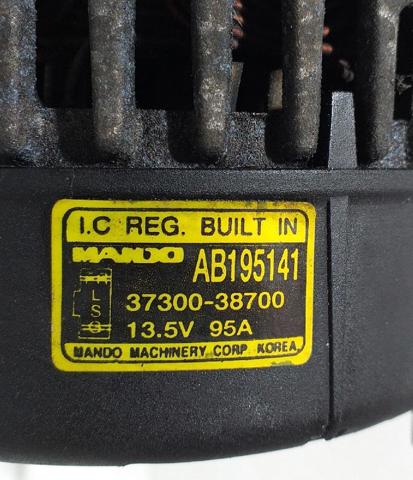 I.C REG. BUILT IN
MANDO AB195141
L
S
37300-38700
13.5V 95A
MANDO MACHINERY CORP. KOREA.